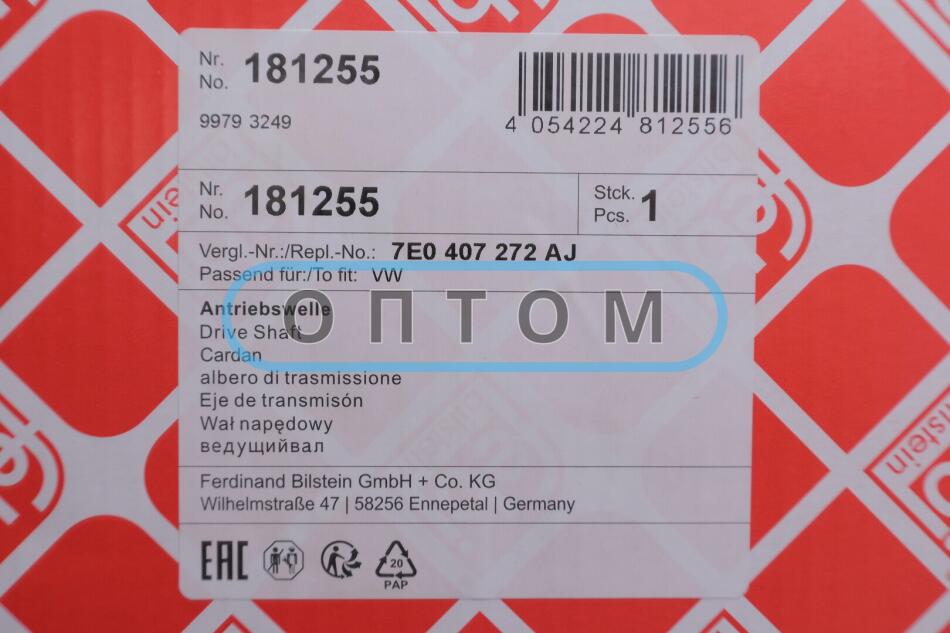 Nr.
No. 181255
9979 3249
4 054224 812556
Nr.
No. 181255
Stck.
Pcs. 1
Vergl.-Nr.:/Repl.-No.: 7E0 407 272 AJ
Passend für:/To fit: VW
Antriebswelle
Drive Shaft
Cardan
albero di trasmissione
Eje de transmisón
Wał napędowy
ведущийвал
ОПТОМ
Ferdinand Bilstein GmbH + Co. KG
Wilhelmstraße 47 | 58256 Ennepetal | Germany
EAC
20
PAP
bilstein